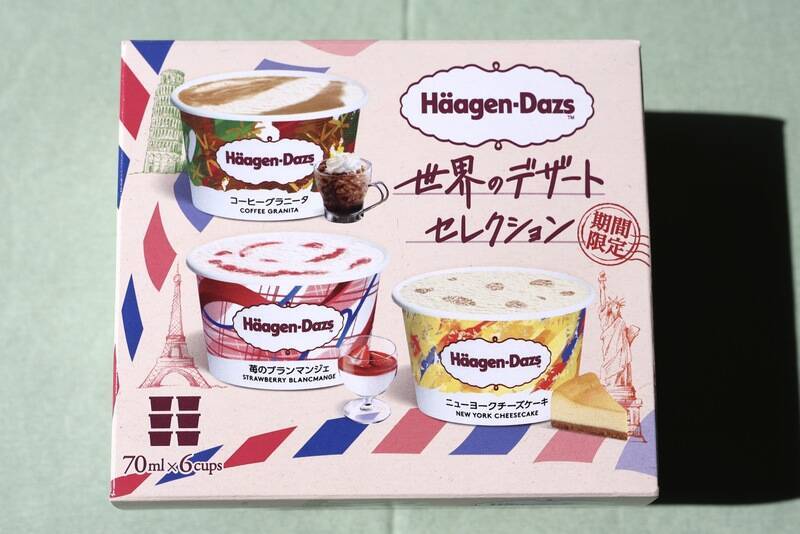 Häagen-Dazs
TM
世界のデザート
セレクション
期間
限定
Häagen-Dazs
コーヒーグラニータ
COFFEE GRANITA
Häagen-Dazs
苺のブランマンジェ
STRAWBERRY BLANCMANGE
Häagen-Dazs
ニューヨークチーズケーキ
NEW YORK CHEESECAKE
70ml×6cups